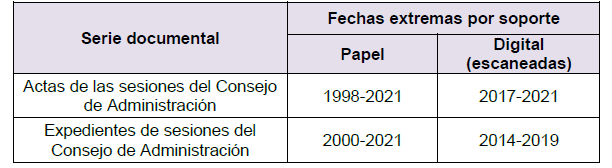 Serie documental
Fechas extremas por soporte
Papel
Digital
(escaneadas)
Actas de las sesiones del Consejo
de Administración
1998-2021
2017-2021
Expedientes de sesiones del
Consejo de Administración
2000-2021
2014-2019